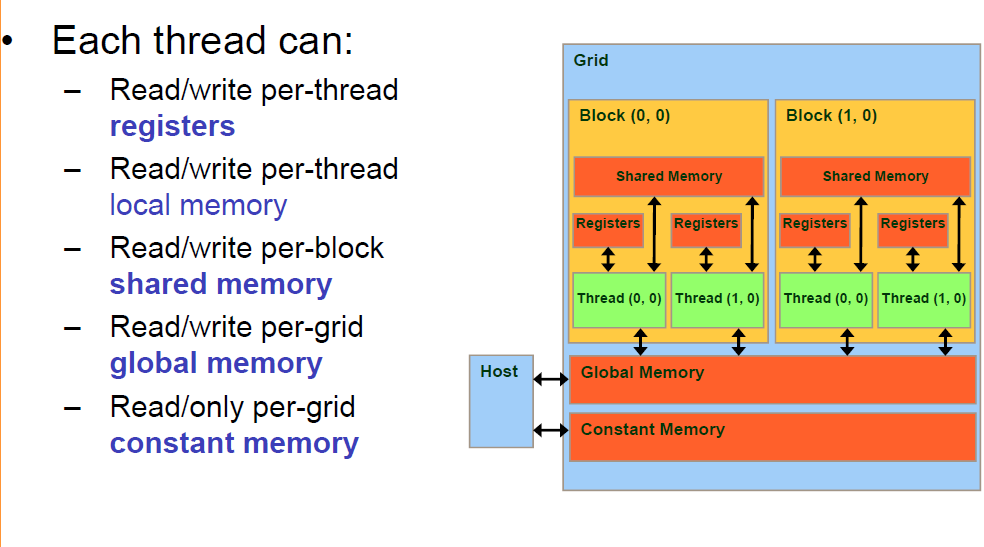 • Each thread can:
– Read/write per-thread
registers
– Read/write per-thread
local memory
– Read/write per-block
shared memory
– Read/write per-grid
global memory
– Read/only per-grid
constant memory
Grid
Block (0, 0)
Block (1, 0)
Shared Memory
Shared Memory
Registers
Registers
Registers
Registers
Thread (0, 0)
Thread (1, 0)
Thread (0, 0)
Thread (1, 0)
Host
Global Memory
Constant Memory